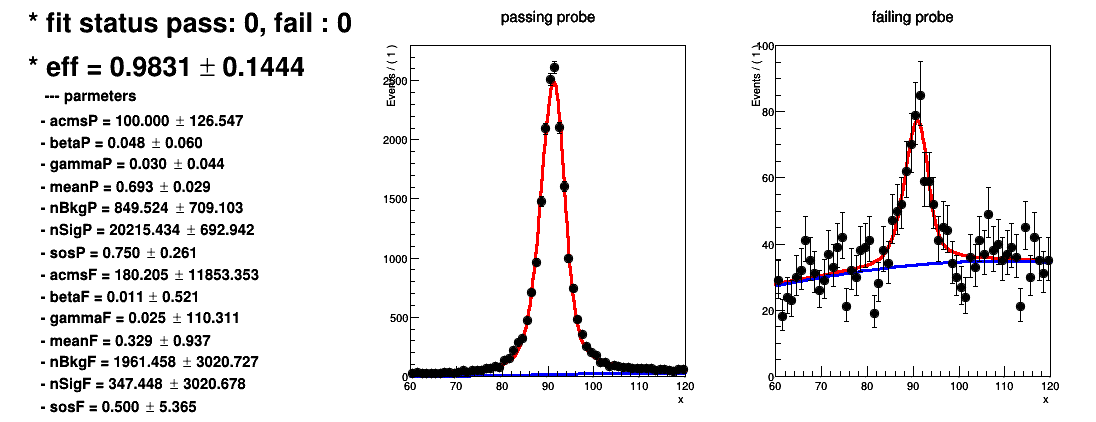 * fit status pass: 0, fail : 0
* eff = 0.9831 ± 0.1444
--- parmeters
- acmsP = 100.000 ± 126.547
- betaP = 0.048 ± 0.060
- gammaP = 0.030 ± 0.044
- meanP = 0.693 ± 0.029
- nBkgP = 849.524 ± 709.103
- nSigP = 20215.434 ± 692.942
- sosP = 0.750 ± 0.261
- acmsF = 180.205 ± 11853.353
- betaF = 0.011 ± 0.521
- gammaF = 0.025 ± 110.311
- meanF = 0.329 ± 0.937
- nBkgF = 1961.458 ± 3020.727
- nSigF = 347.448 ± 3020.678
- sosF = 0.500 ± 5.365
passing probe
Events / ( 1 )
2500
2000
1500
1000
500
0
60 70 80 90 100 110 120
x
failing probe
Events / ( 1 )
100
80
60
40
20
0
60 70 80 90 100 110 120
x